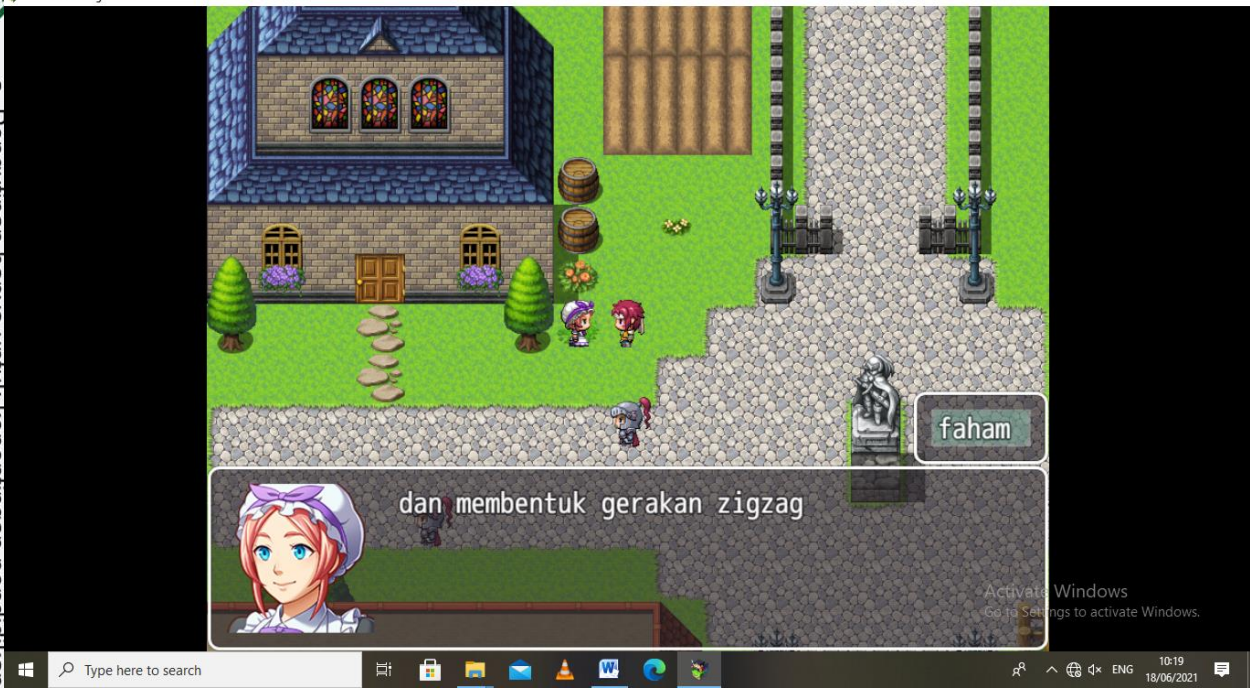 faham
dan membentuk gerakan zigzag
Activate Windows
Go to Settings to activate Windows.
Type here to search
ENG
10:19
18/06/2021